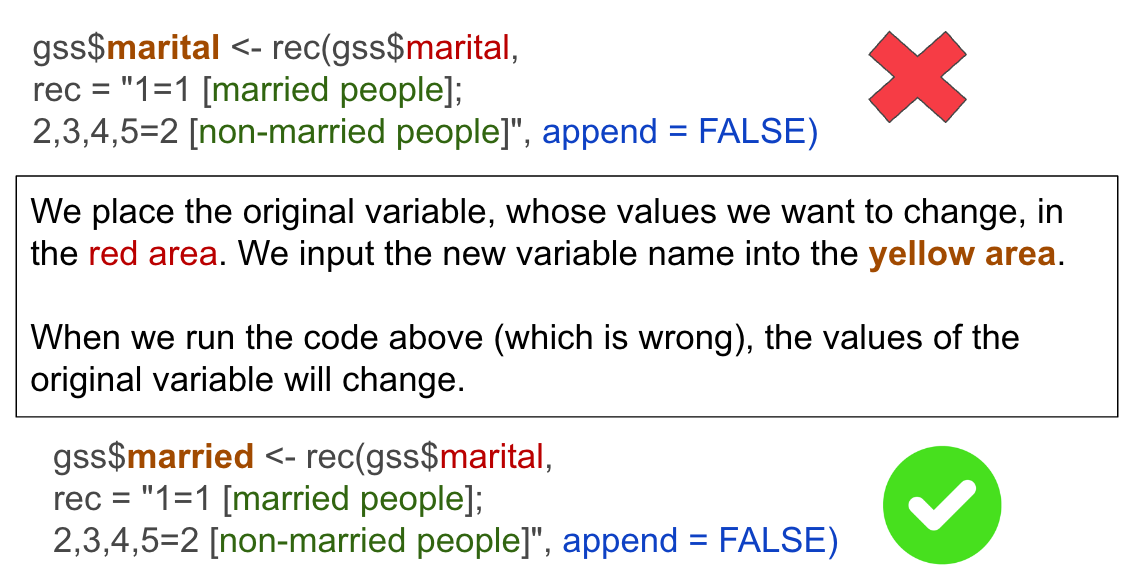 gss$marital <- rec(gss$marital,
rec = "1=1 [married people];
2,3,4,5=2 [non-married people]", append = FALSE)
We place the original variable, whose values we want to change, in
the red area. We input the new variable name into the yellow area.
When we run the code above (which is wrong), the values of the
original variable will change.
gss$married <- rec(gss$marital,
rec = "1=1 [married people];
2,3,4,5=2 [non-married people]", append = FALSE)